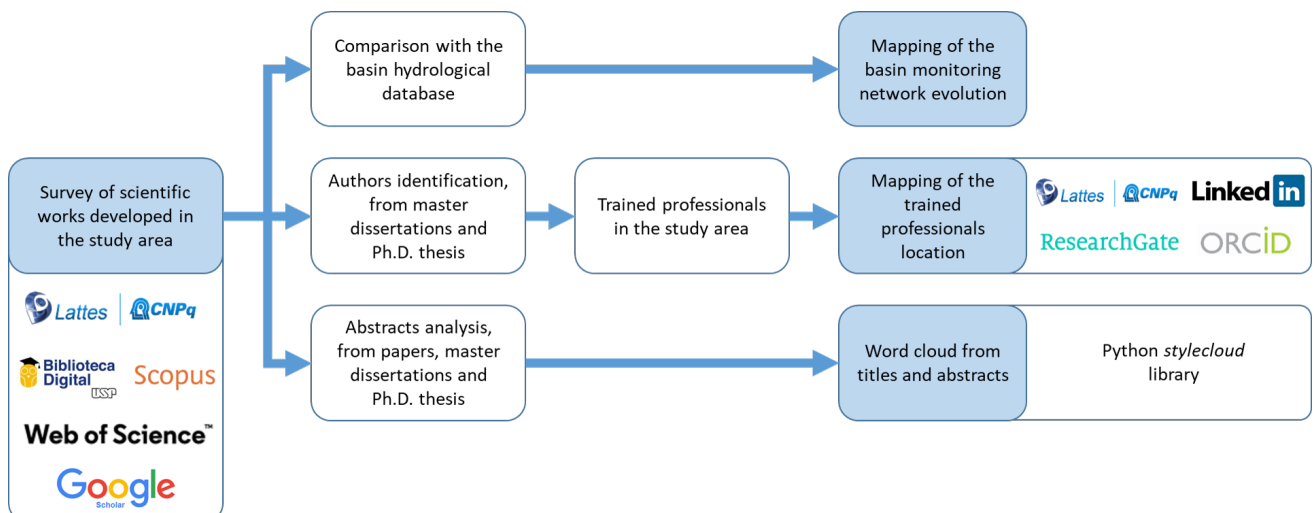 Comparison with the
basin hydrological
database
Mapping of the
basin monitoring
network evolution
Survey of scientific
works developed in
the study area
Authors identification,
from master
dissertations and
Ph.D. thesis
Trained professionals
in the study area
Mapping of the
trained
professionals
location
Lattes CNPq
LinkedIn
ResearchGate
ORCID
Lattes CNPq
Biblioteca
Digital
USP
Scopus
Web of Science™
Google
Scholar
Abstracts analysis,
from papers, master
dissertations and
Ph.D. thesis
Word cloud from
titles and abstracts
Python stylecloud
library